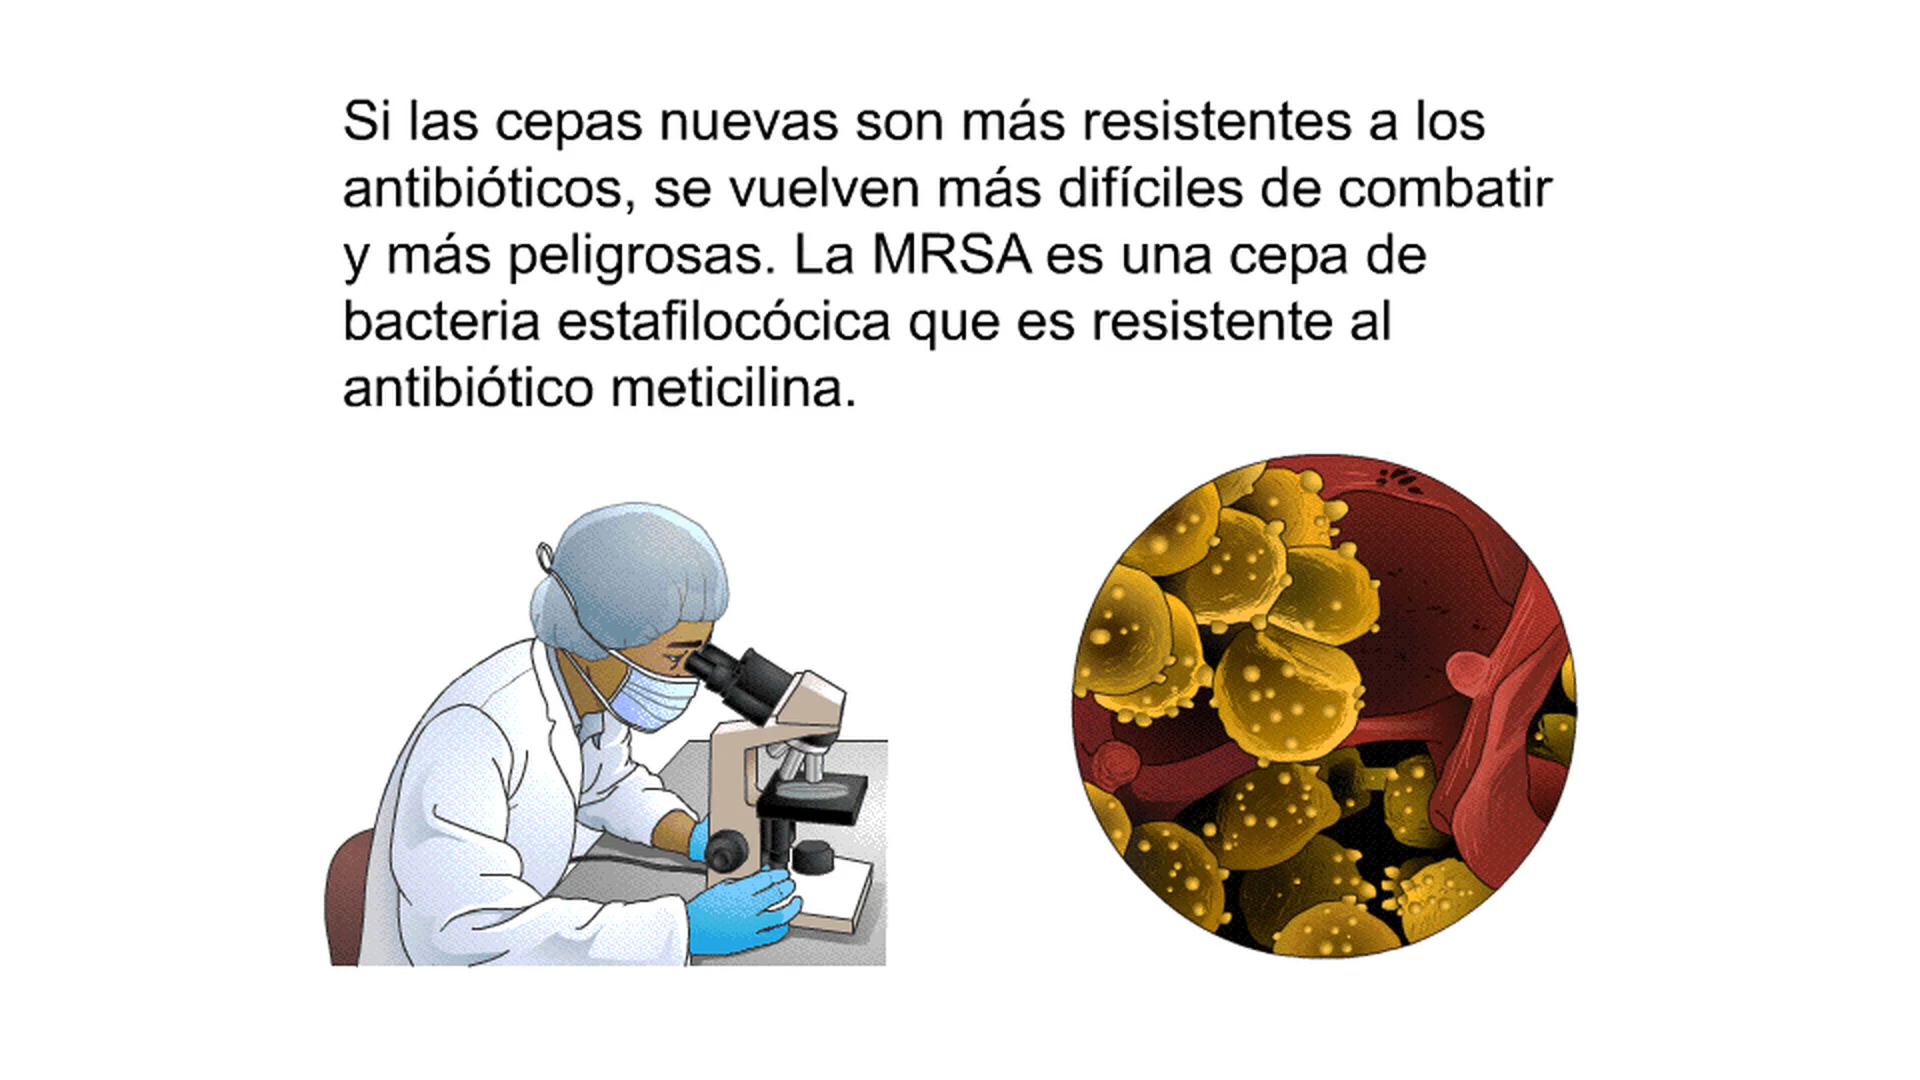 Si las cepas nuevas son más resistentes a los
antibióticos, se vuelven más difíciles de combatir
y más peligrosas. La MRSA es una cepa de
bacteria estafilocócica que es resistente al
antibiótico meticilina.